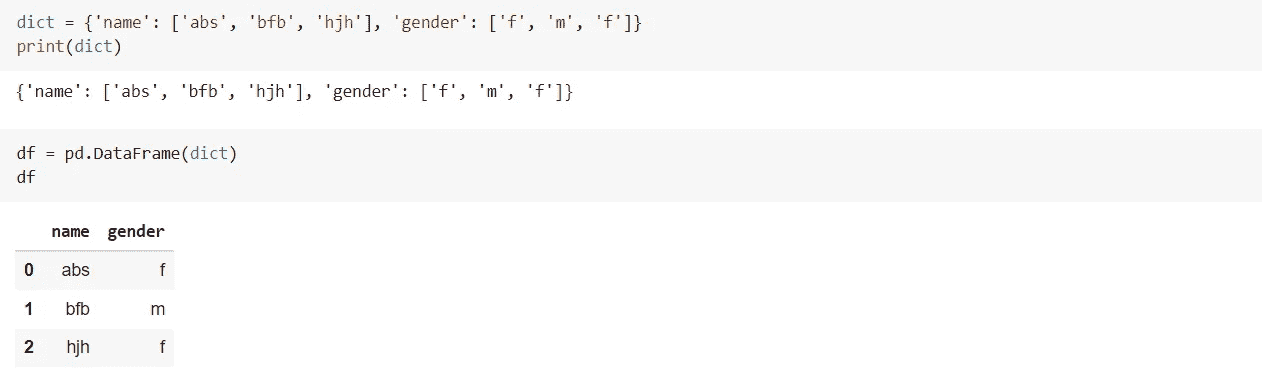 dict = {'name': ['abs', 'bfb', 'hjh'], 'gender': ['f', 'm', 'f']}
print(dict)
{'name': ['abs', 'bfb', 'hjh'], 'gender': ['f', 'm', 'f']}
df = pd.DataFrame(dict)
df
name gender
0 abs f
1 bfb m
2 hjh f